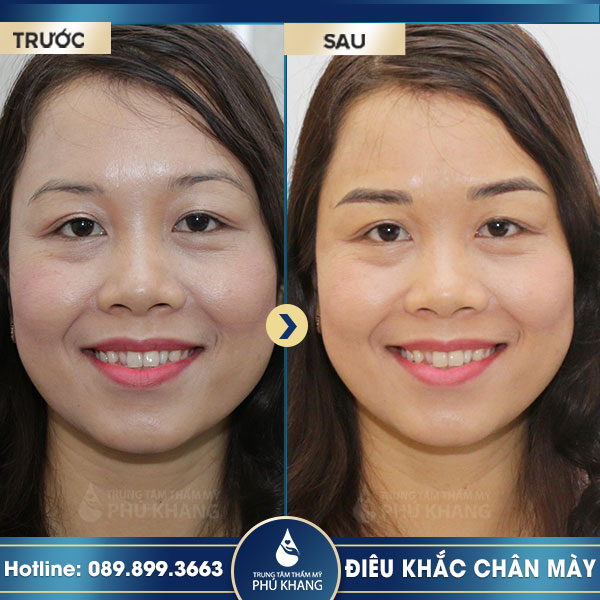 TRƯỚC
SAU
TRUNG TÂM THẨM MỸ
PHÚ KHANG
TRUNG TÂM THẨM MỸ
PHÚ KHANG
Hotline: 089.899.3663
TRUNG TÂM THẨM MỸ
PHÚ KHANG
ĐIÊU KHẮC CHÂN MÀY